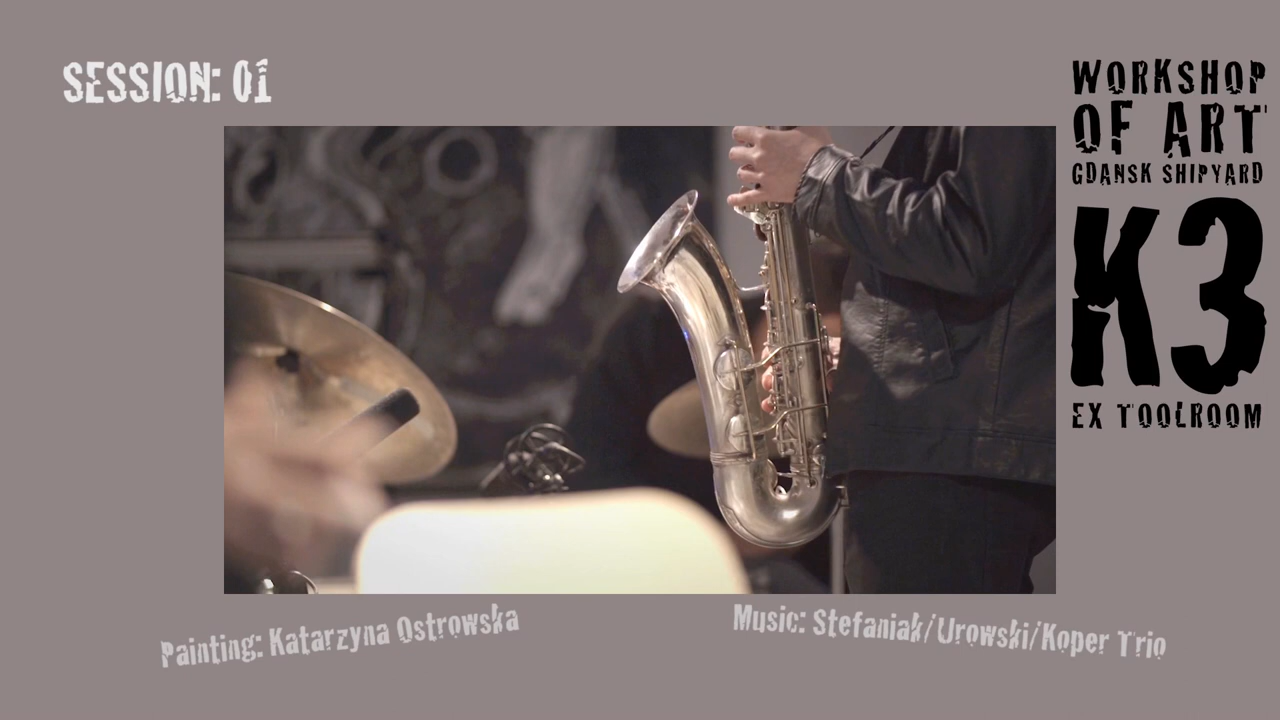 SESSION: 01
WORKSHOP
OF ART
GDANSK SHIPYARD
K3
EX TOOLROOM
Painting: Katarzyna Ostrowska
Music: Stefaniak/Urowski/Koper Trio